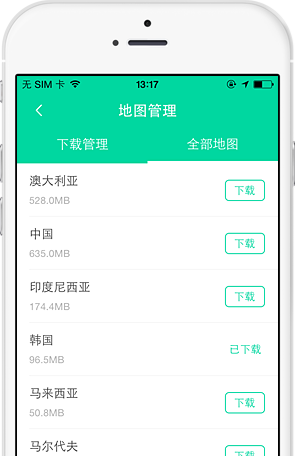 无 SIM 卡 13:17
地图管理
下载管理 全部地图
澳大利亚
528.0MB
下载
中国
635.0MB
下载
印度尼西亚
174.4MB
下载
韩国
96.5MB
已下载
马来西亚
50.8MB
下载
马尔代夫
下载